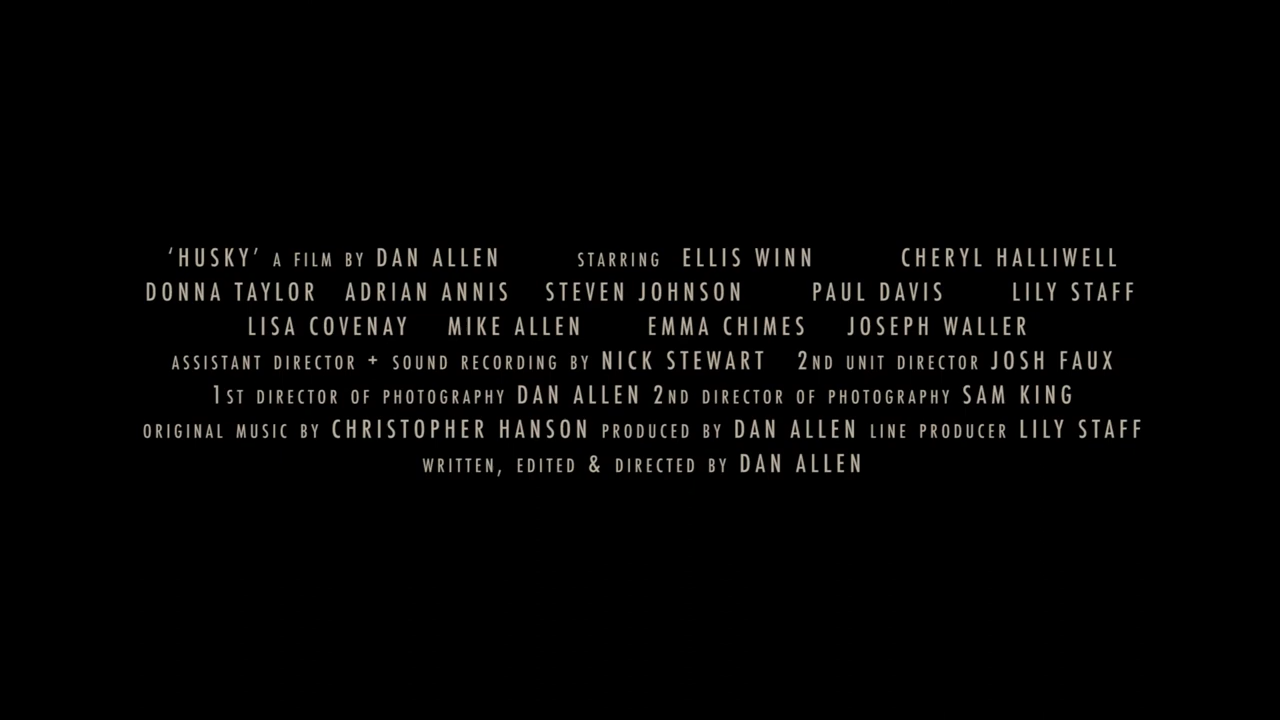 ‘HUSKY’ A FILM BY DAN ALLEN STARRING ELLIS WINN CHERYL HALLIWELL
DONNA TAYLOR ADRIAN ANNIS STEVEN JOHNSON PAUL DAVIS LILY STAFF
LISA COVENAY MIKE ALLEN EMMA CHIMES JOSEPH WALLER
ASSISTANT DIRECTOR + SOUND RECORDING BY NICK STEWART 2ND UNIT DIRECTOR JOSH FAUX
1ST DIRECTOR OF PHOTOGRAPHY DAN ALLEN 2ND DIRECTOR OF PHOTOGRAPHY SAM KING
ORIGINAL MUSIC BY CHRISTOPHER HANSON PRODUCED BY DAN ALLEN LINE PRODUCER LILY STAFF
WRITTEN, EDITED & DIRECTED BY DAN ALLEN